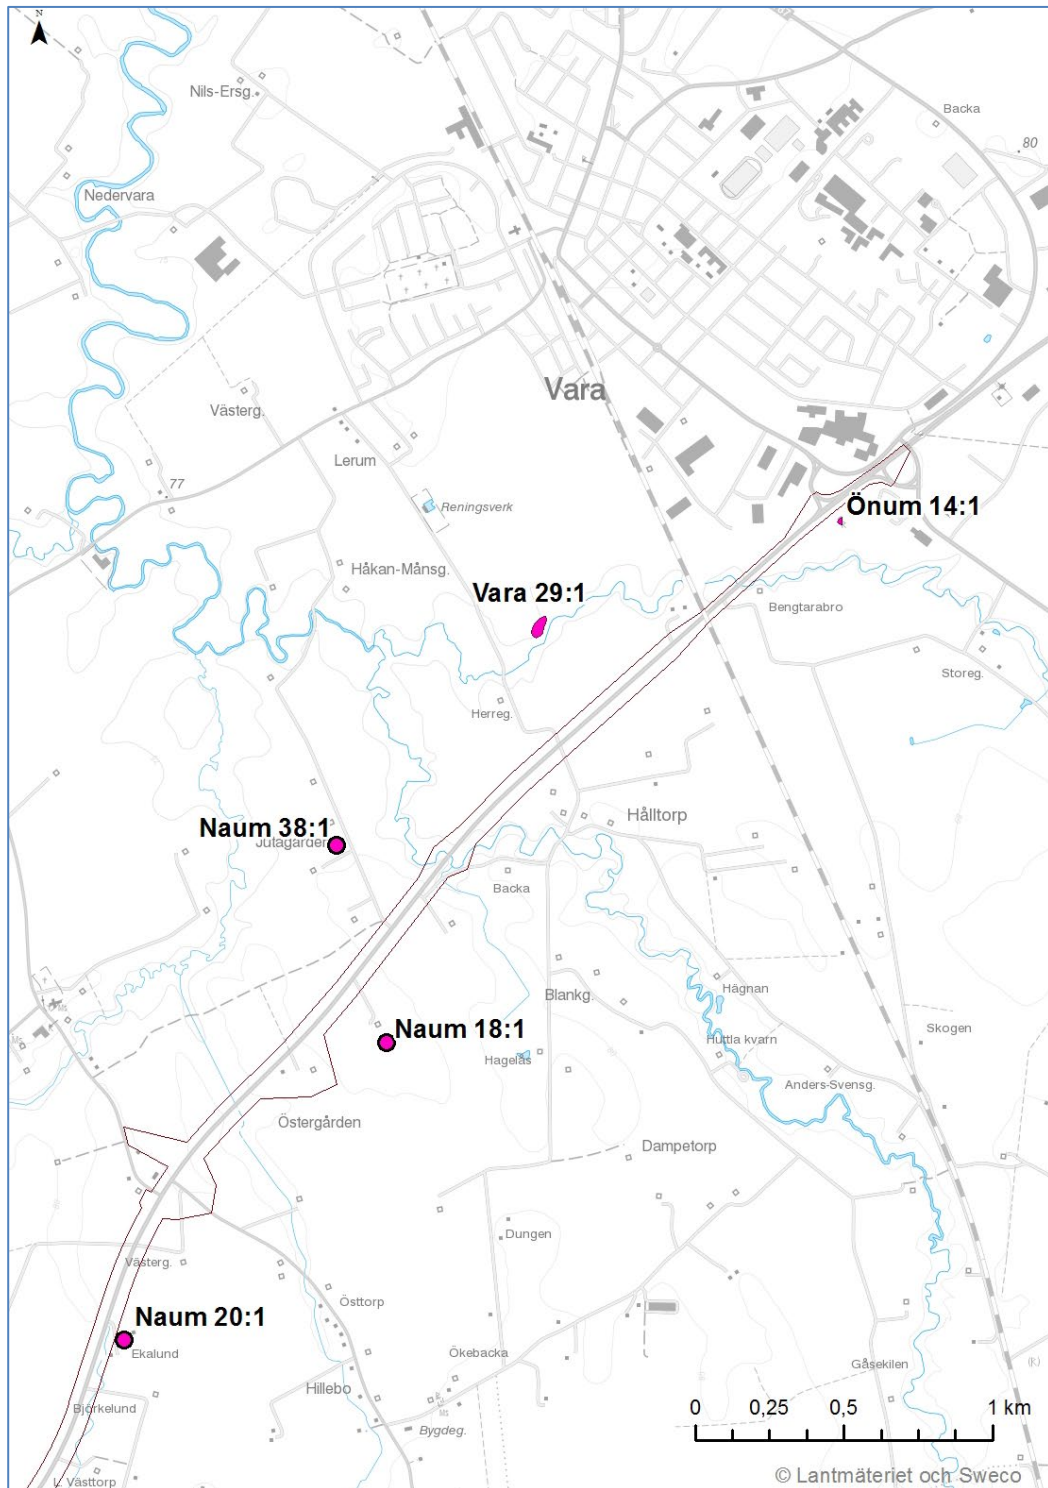 N
Nils-Ersg.
Backa
80
Nedervara
Vara
Västerg.
Lerum
77
Reningsverk
Önum 14:1
Håkan-Månsg.
Vara 29:1
Bengtarabro
Storeg.
Herreg.
Hålltorp
Naum 38:1
Jutagården
Backa
Hägnan
Blankg.
Naum 18:1
Skogen
Huttla kvarn
Hagelås
Anders-Svensg.
Östergården
Dampetorp
Dungen
Västerg.
Östtorp
Naum 20:1
Ekalund
Ökebacka
Gåsekilen
Hillebo
Björkelund
Bygdeg.
0 0,25 0,5 1 km
L. Västtorp
© Lantmäteriet och Sweco